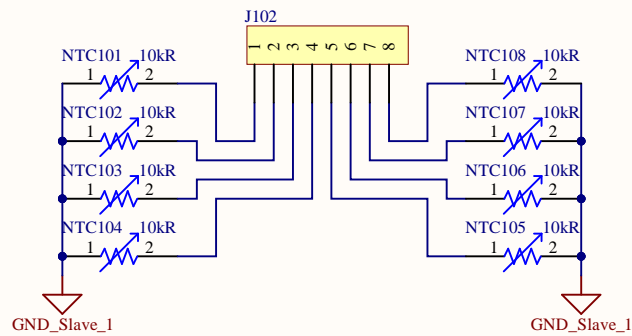 J102
1 2 3 4 5 6 7 8
NTC101 10kR
1 2
NTC102 10kR
1 2
NTC103 10kR
1 2
NTC104 10kR
1 2
GND_Slave_1
NTC108 10kR
1 2
NTC107 10kR
1 2
NTC106 10kR
1 2
NTC105 10kR
1 2
GND_Slave_1